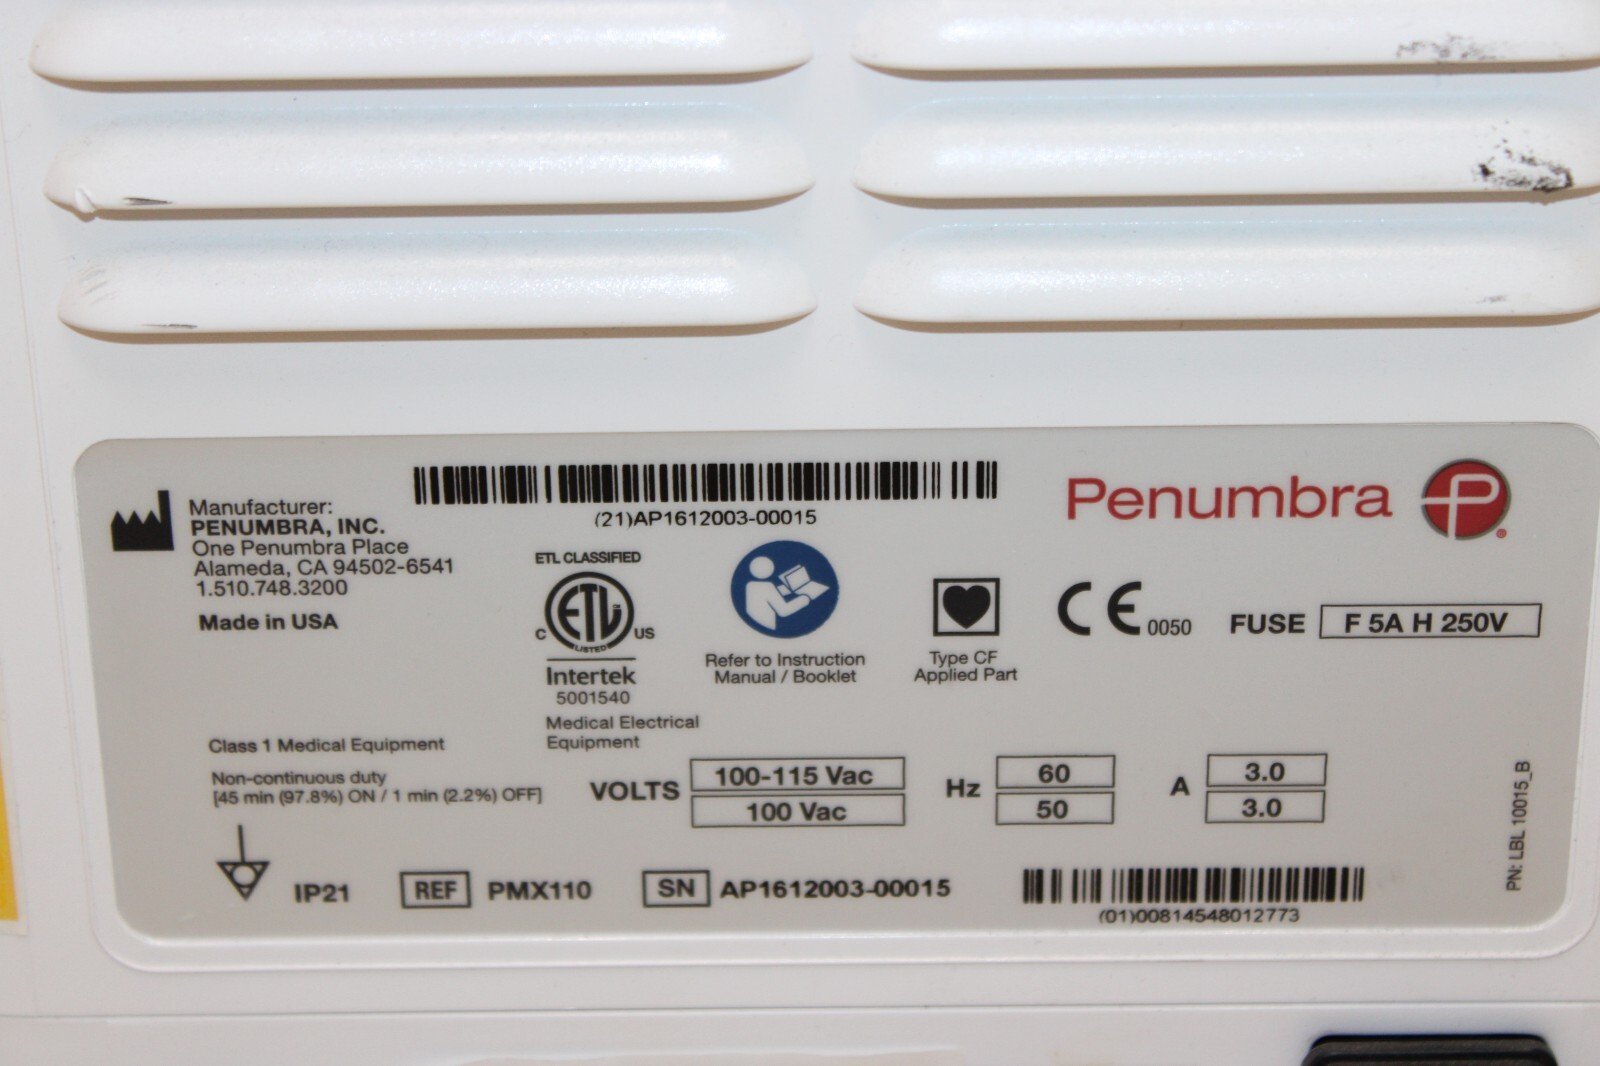 Manufacturer:
PENUMBRA, INC.
One Penumbra Place
Alameda, CA 94502-6541
1.510.748.3200
Made in USA
(21)AP1612003-00015
Penumbra P ®
ETL CLASSIFIED
C ETL US
LISTED
Intertek
5001540
Medical Electrical
Equipment
Refer to Instruction
Manual / Booklet
Type CF
Applied Part
CE 0050
FUSE F 5A H 250V
Class 1 Medical Equipment
Non-continuous duty
[45 min (97.8%) ON / 1 min (2.2%) OFF]
VOLTS 100-115 Vac Hz 60 A 3.0
100 Vac 50 3.0
IP21 REF PMX110 SN AP1612003-00015
(01)00814548012773
PN: LBL 10015_B